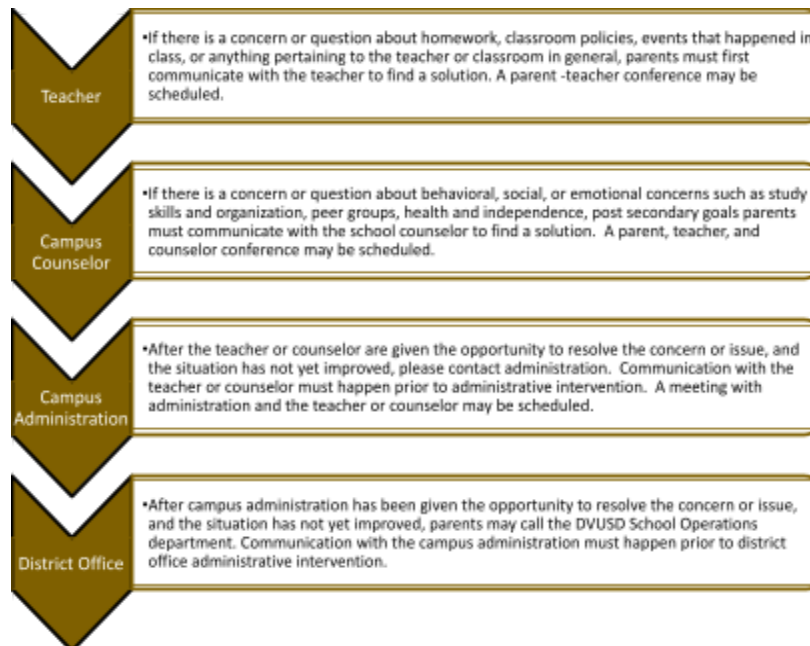 Teacher
•If there is a concern or question about homework, classroom policies, events that happened in
class, or anything pertaining to the teacher or classroom in general, parents must first
communicate with the teacher to find a solution. A parent -teacher conference may be
scheduled.
Campus
Counselor
•If there is a concern or question about behavioral, social, or emotional concerns such as study
skills and organization, peer groups, health and independence, post secondary goals parents
must communicate with the school counselor to find a solution.  A parent, teacher, and
counselor conference may be scheduled.
Campus
Administration
•After the teacher or counselor are given the opportunity to resolve the concern or issue, and
the situation has not yet improved, please contact administration.  Communication with the
teacher or counselor must happen prior to administrative intervention.  A meeting with
administration and the teacher or counselor may be scheduled.
District Office
•After campus administration has been given the opportunity to resolve the concern or issue,
and the situation has not yet improved, parents may call the DVUSD School Operations
department. Communication with the campus administration must happen prior to district
office administrative intervention.